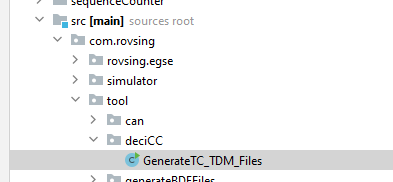 sequenceCounter
src [main] sources root
com.rovsing
rovsing.egse
simulator
tool
can
deciCC
GenerateTC_TDM_Files
generateBDFFiles